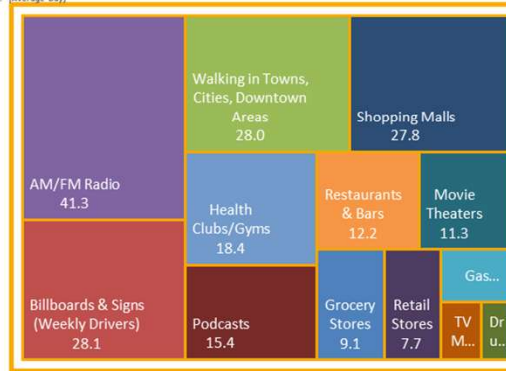 AM/FM Radio
41.3
Billboards & Signs
(Weekly Drivers)
28.1
Walking in Towns,
Cities, Downtown
Areas
28.0
Shopping Malls
27.8
Health
Clubs/Gyms
18.4
Podcasts
15.4
Restaurants
& Bars
12.2
Movie
Theaters
11.3
Grocery
Stores
9.1
Retail
Stores
7.7
Gas...
TV
M...
Dr
u...